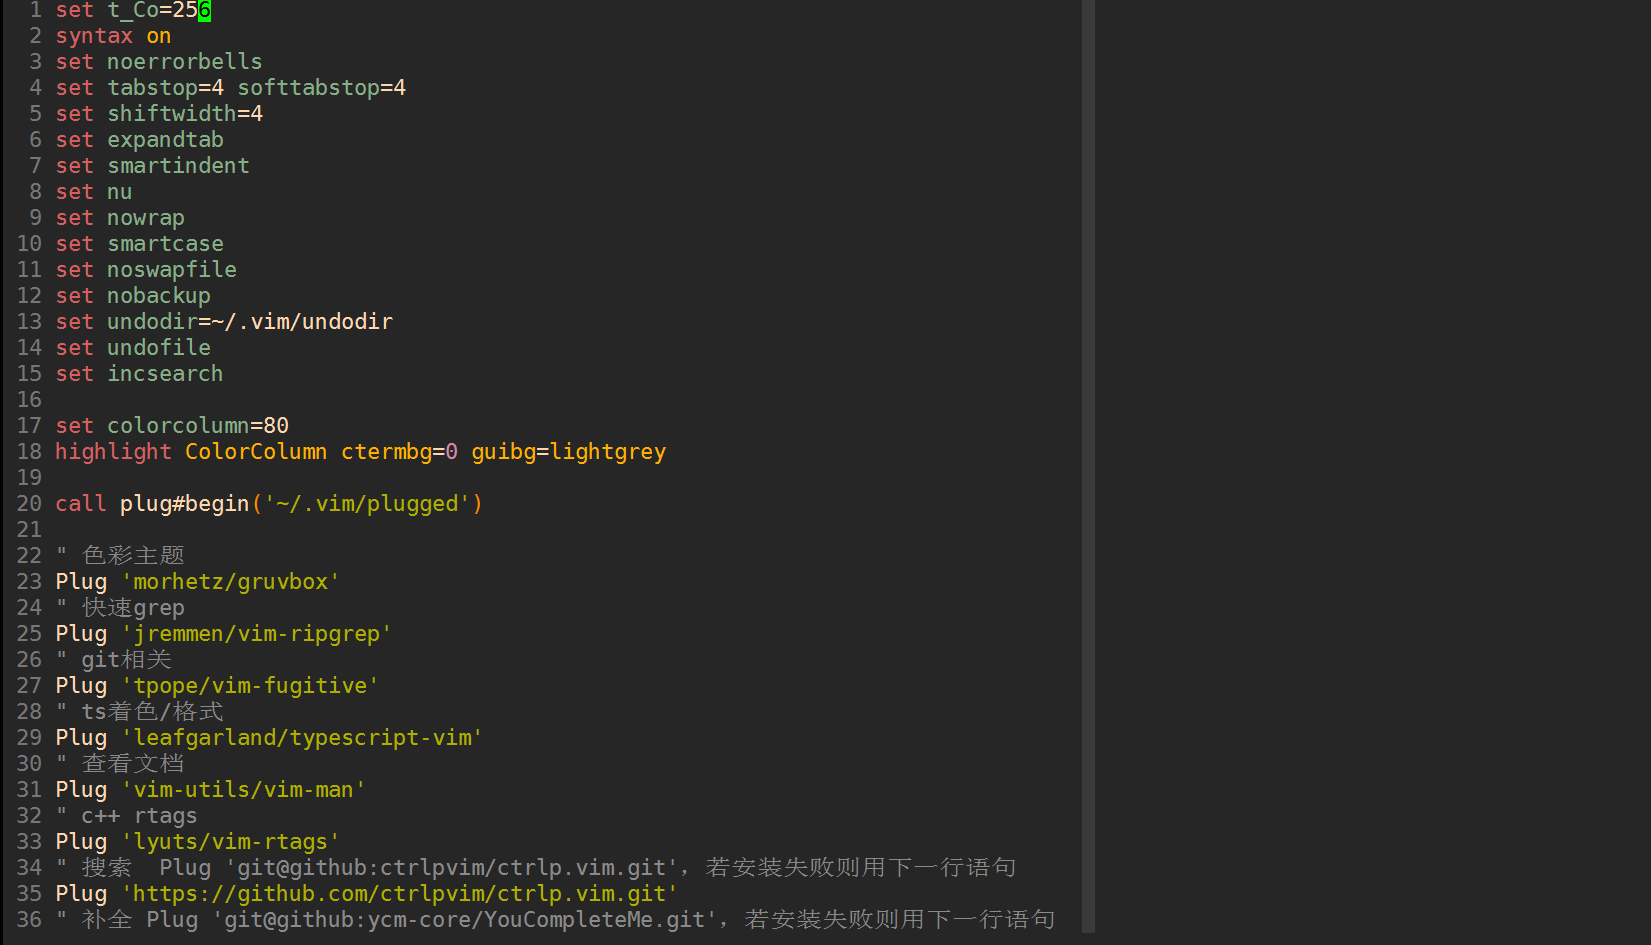 1 set t_Co=256
2 syntax on
3 set noerrorbells
4 set tabstop=4 softtabstop=4
5 set shiftwidth=4
6 set expandtab
7 set smartindent
8 set nu
9 set nowrap
10 set smartcase
11 set noswapfile
12 set nobackup
13 set undodir=~/.vim/undodir
14 set undofile
15 set incsearch
16
17 set colorcolumn=80
18 highlight ColorColumn ctermbg=0 guibg=lightgrey
19
20 call plug#begin('~/.vim/plugged')
21
22 " 色彩主题
23 Plug 'morhetz/gruvbox'
24 " 快速grep
25 Plug 'jremmen/vim-ripgrep'
26 " git相关
27 Plug 'tpope/vim-fugitive'
28 " ts着色/格式
29 Plug 'leafgarland/typescript-vim'
30 " 查看文档
31 Plug 'vim-utils/vim-man'
32 " c++ rtags
33 Plug 'lyuts/vim-rtags'
34 " 搜索  Plug 'git@github:ctrlpvim/ctrlp.vim.git'，若安装失败则用下一行语句
35 Plug 'https://github.com/ctrlpvim/ctrlp.vim.git'
36 " 补全 Plug 'git@github:ycm-core/YouCompleteMe.git'，若安装失败则用下一行语句